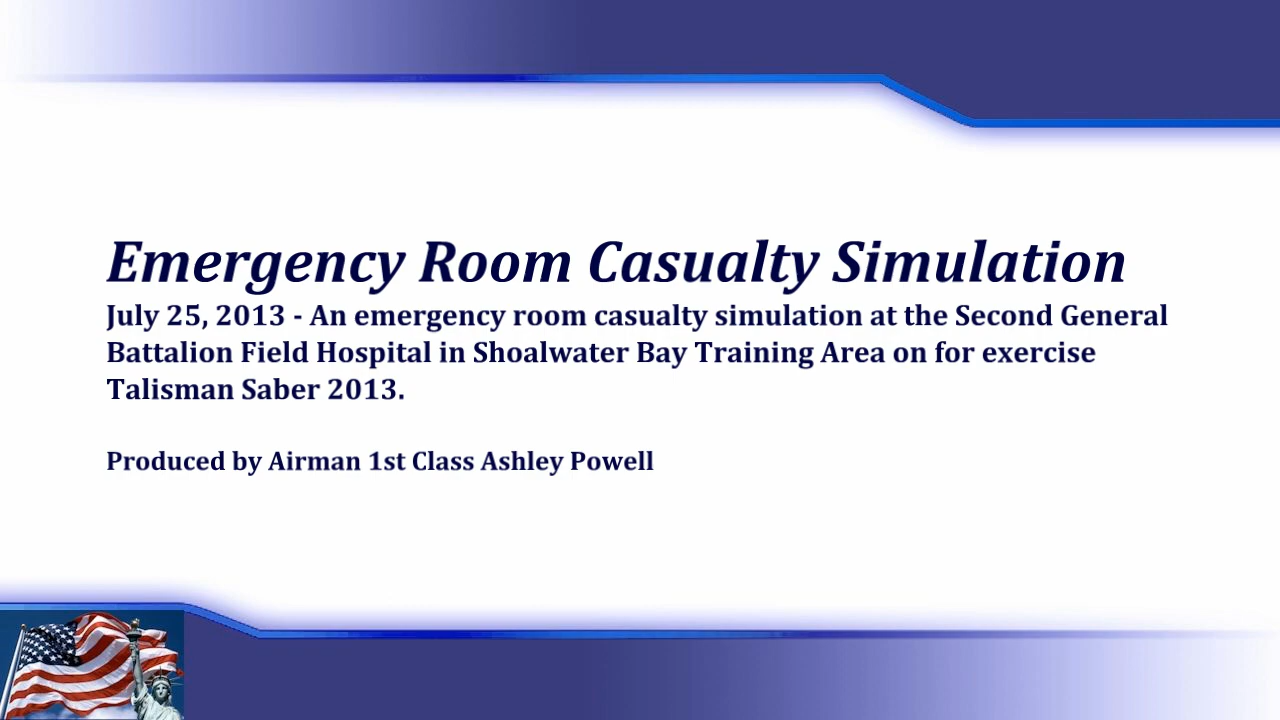 Emergency Room Casualty Simulation
July 25, 2013 - An emergency room casualty simulation at the Second General
Battalion Field Hospital in Shoalwater Bay Training Area on for exercise
Talisman Saber 2013.
Produced by Airman 1st Class Ashley Powell